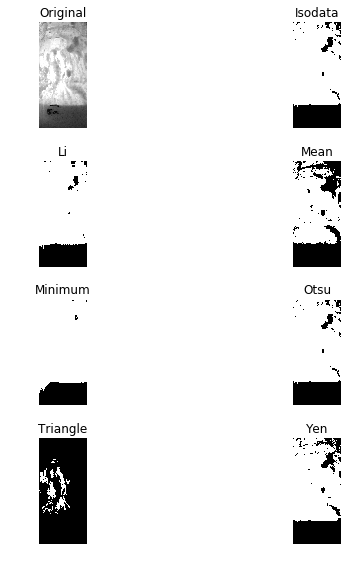 Original
Isodata
Li
Mean
Minimum
Otsu
Triangle
Yen